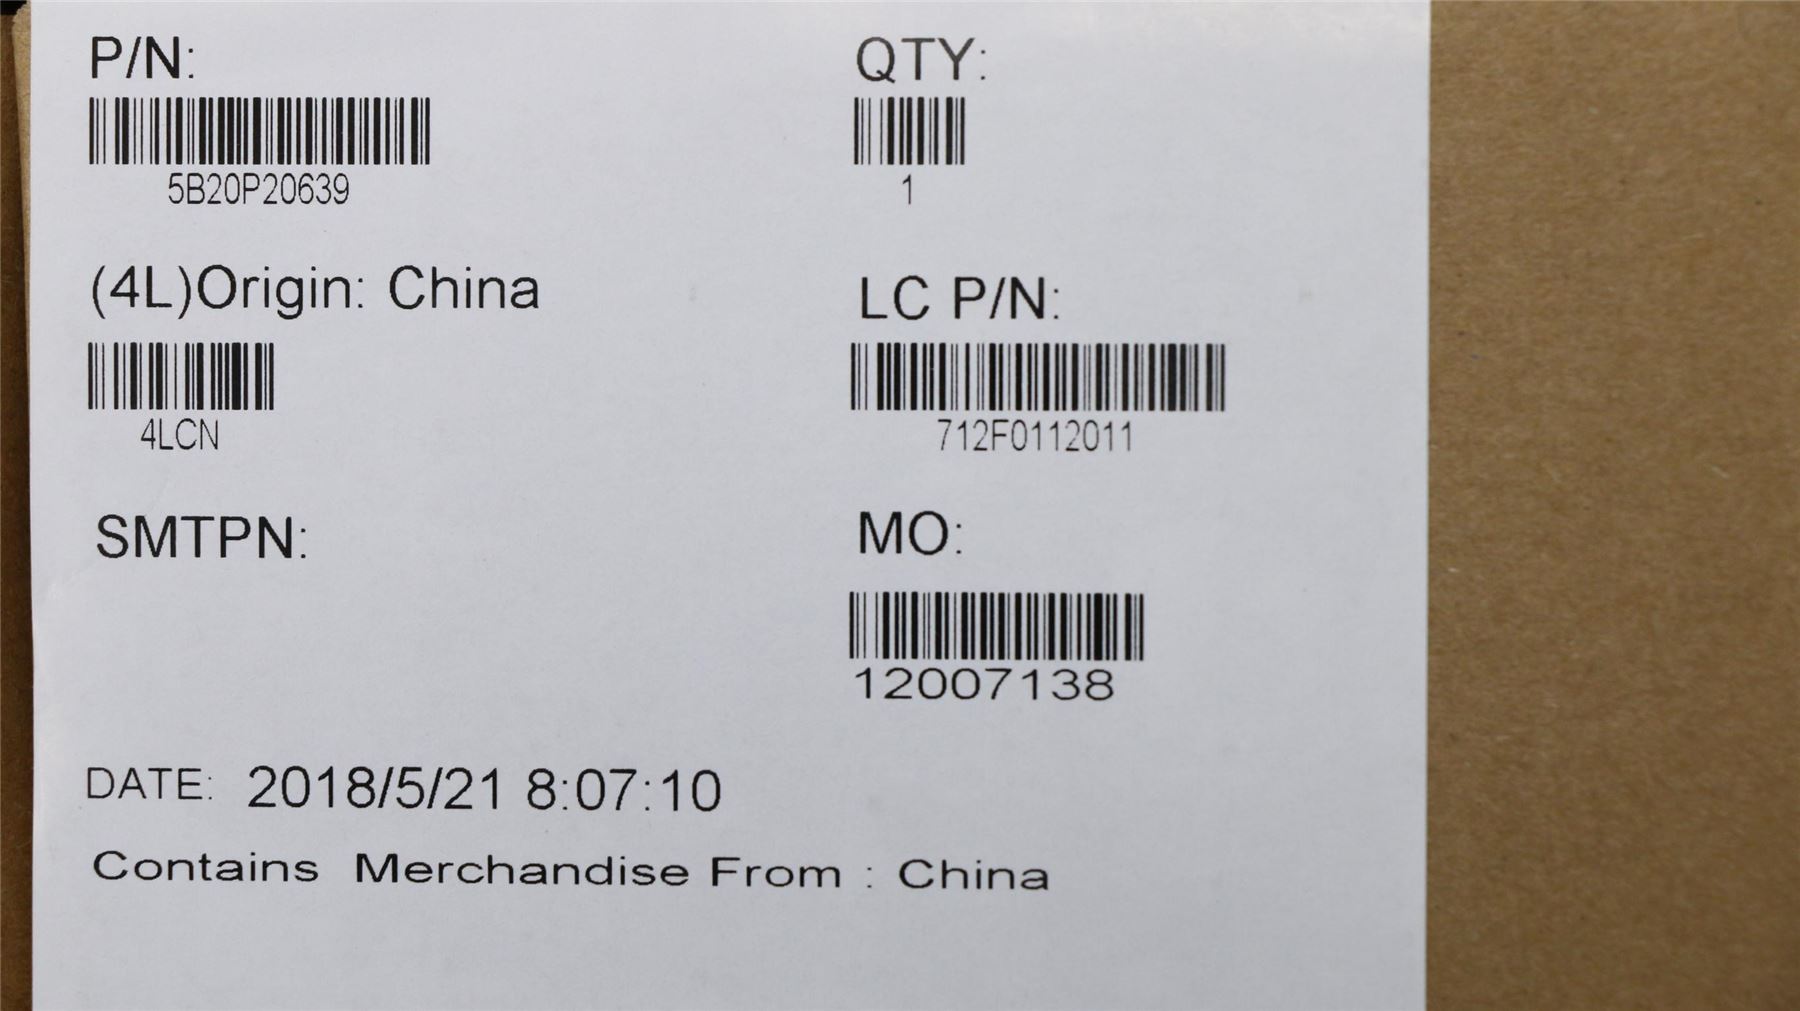 P/N:
QTY:
5B20P20639
1
(4L)Origin: China
LC P/N:
4LCN
712F0112011
SMTPN:
MO:
12007138
DATE: 2018/5/21 8:07:10
Contains Merchandise From : China